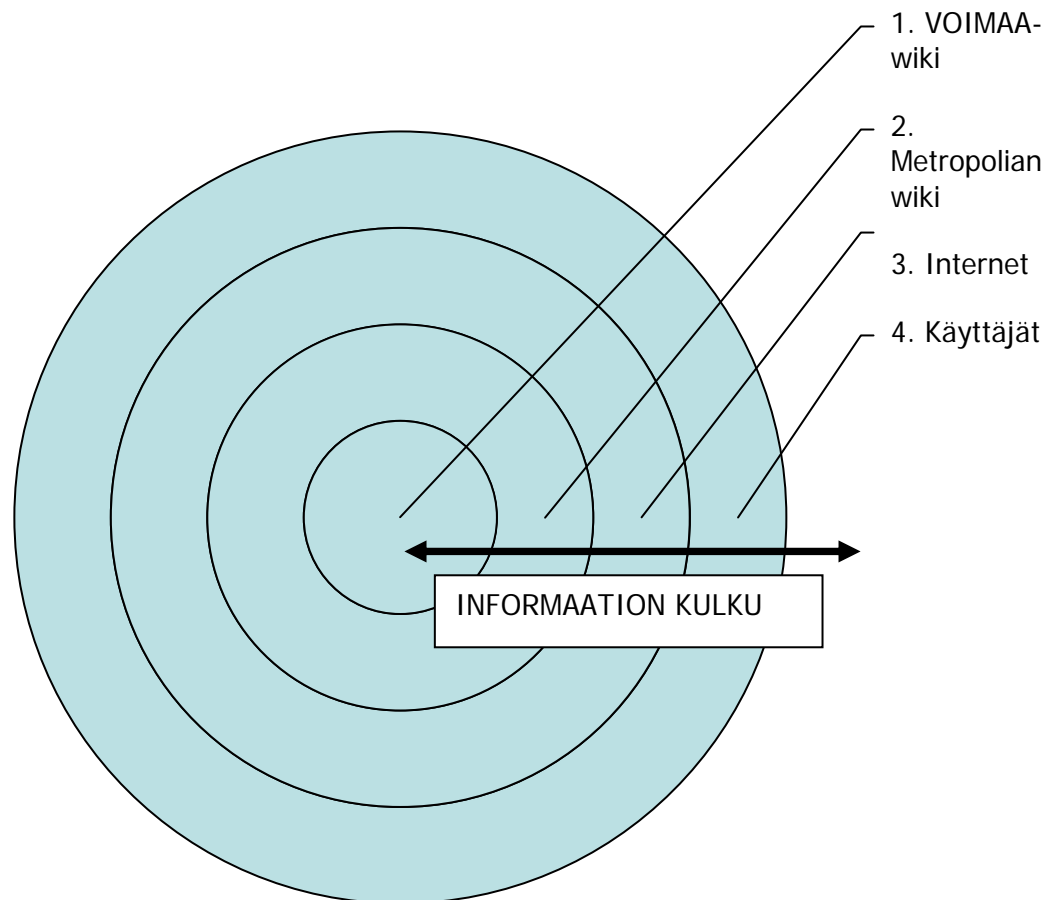 1. VOIMAA-
wiki
2.
Metropolian
wiki
3. Internet
4. Käyttäjät
INFORMAATION KULKU